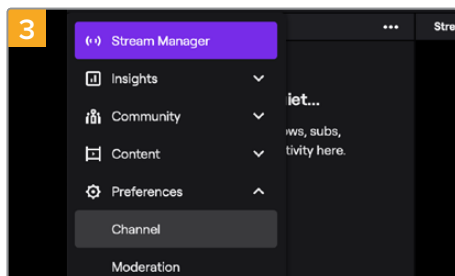 3
Stream Manager
Insights
Community
Content
Preferences
Channel
Moderation
...
Stre
iet...
ows, subs,
tivity here.